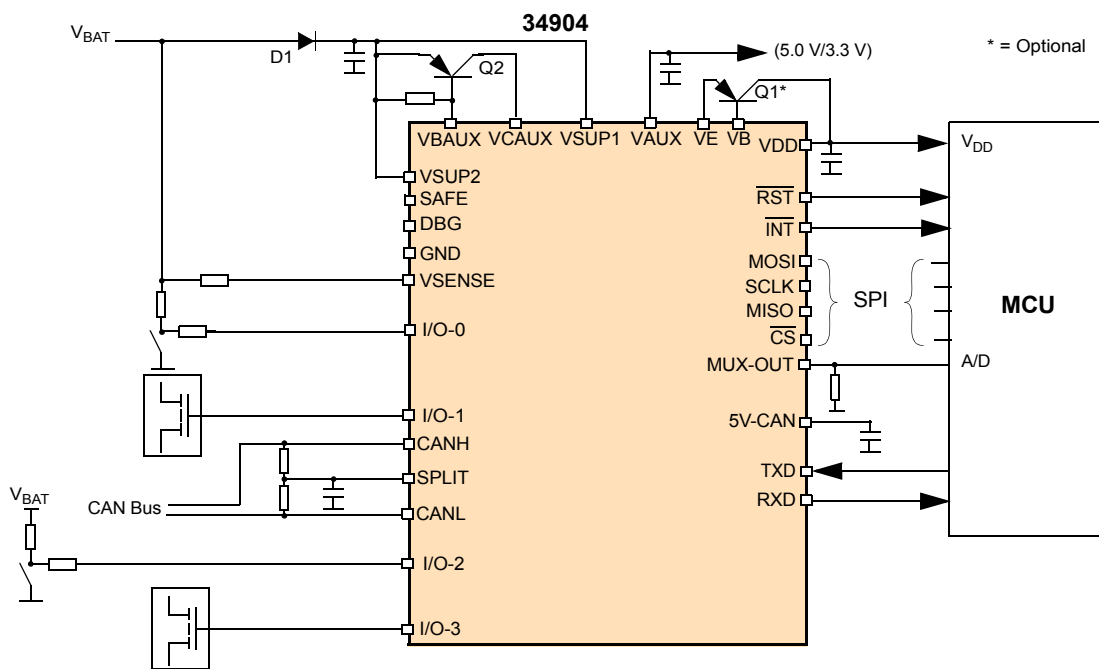 34904
V_BAT
D1
Q2
(5.0 V/3.3 V)
* = Optional
Q1*
VBAUX VCAUX VSUP1 VAUX VE VB
VDD
V_DD
VSUP2
SAFE
DBG
GND
VSENSE
I/O-0
I/O-1
CANH
SPLIT
CANL
I/O-2
I/O-3
RST
INT
MOSI
SCLK
MISO
CS
MUX-OUT
5V-CAN
TXD
RXD
SPI
MCU
A/D
CAN Bus
V_BAT